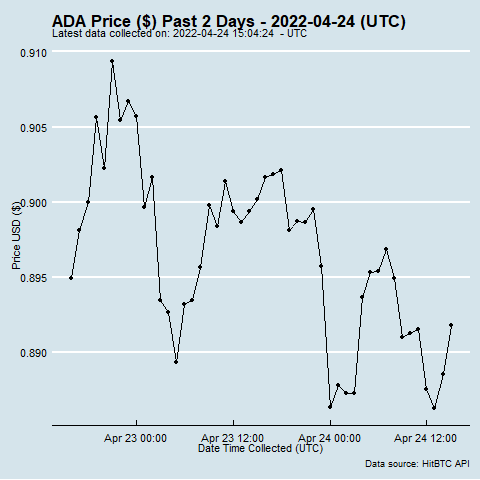 ADA Price ($) Past 2 Days - 2022-04-24 (UTC)
Latest data collected on: 2022-04-24 15:04:24 - UTC
0.910
0.905
0.900
0.895
0.890
Price USD ($)
Apr 23 00:00 Apr 23 12:00 Apr 24 00:00 Apr 24 12:00
Date Time Collected (UTC)
Data source: HitBTC API